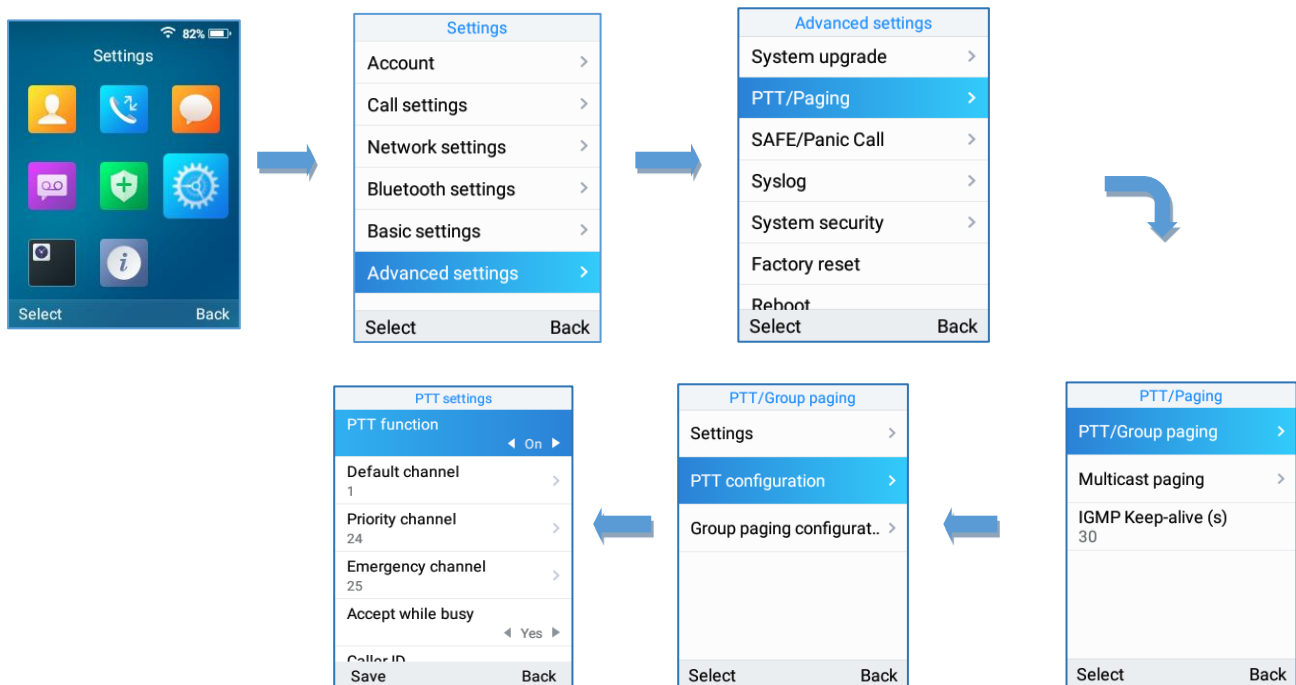 82%
Settings
Select Back
Settings
Account
Call settings
Network settings
Bluetooth settings
Basic settings
Advanced settings
Select Back
Advanced settings
System upgrade
PTT/Paging
SAFE/Panic Call
Syslog
System security
Factory reset
Reboot
Select Back
PTT/Paging
PTT/Group paging
Multicast paging
IGMP Keep-alive (s)
30
Select Back
PTT/Group paging
Settings
PTT configuration
Group paging configurat..
Select Back
PTT settings
PTT function
On
Default channel
1
Priority channel
24
Emergency channel
25
Accept while busy
Yes
Caller ID
Save Back